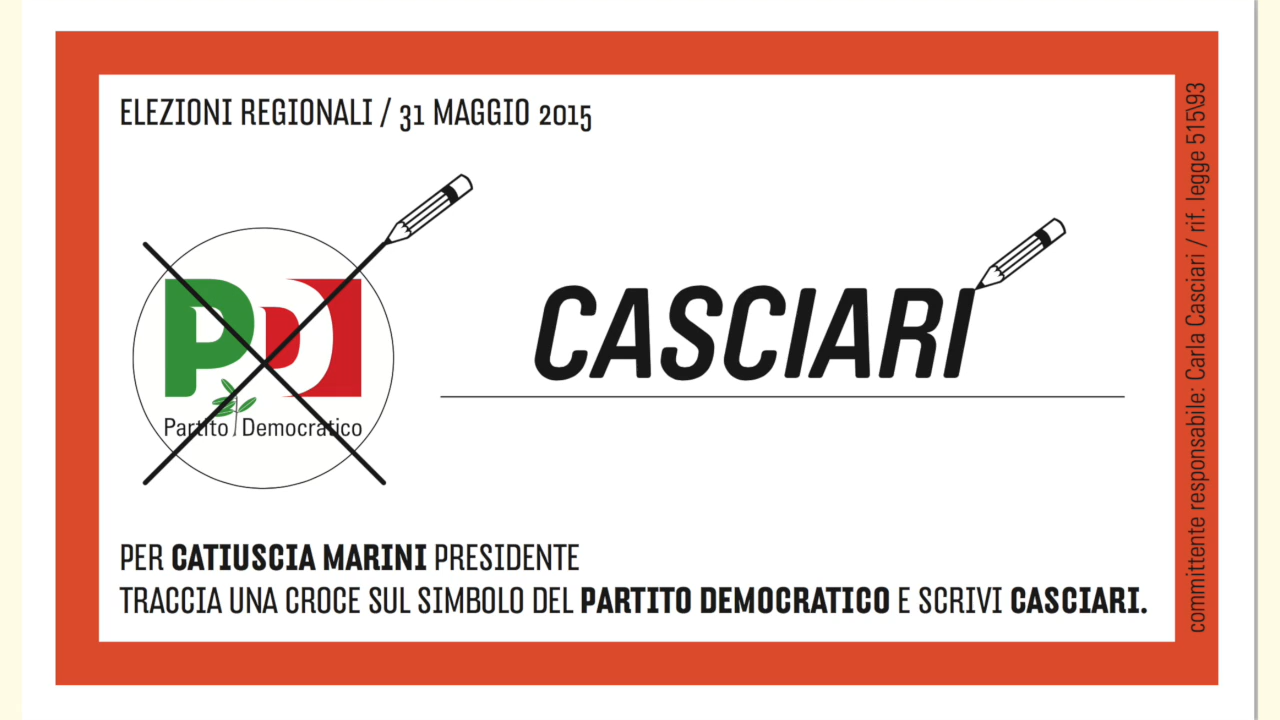 ELEZIONI REGIONALI / 31 MAGGIO 2015
PD
Partito Democratico
CASCIARI
PER CATIUSCIA MARINI PRESIDENTE
TRACCIA UNA CROCE SUL SIMBOLO DEL PARTITO DEMOCRATICO E SCRIVI CASCIARI.
committente responsabile: Carla Casciari / rif. legge 515\93